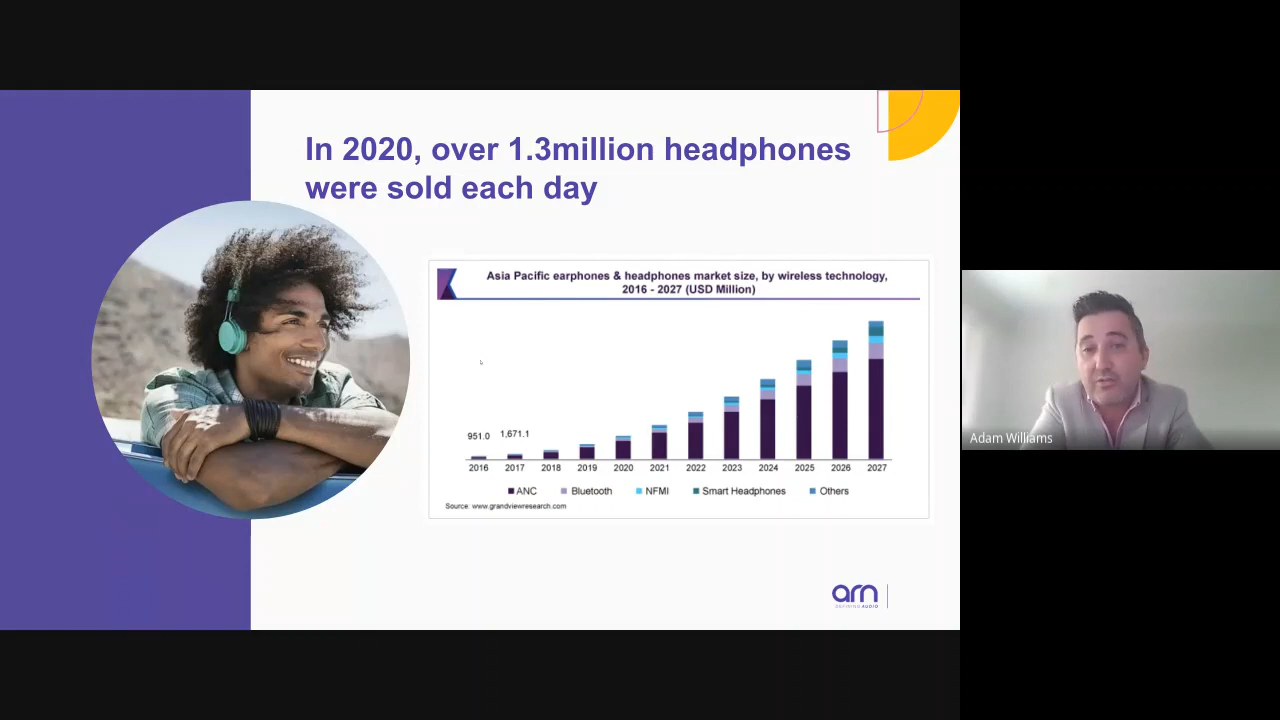 In 2020, over 1.3million headphones
were sold each day
Asia Pacific earphones & headphones market size, by wireless technology,
2016 - 2027 (USD Million)
951.0 1,671.1
2016 2017 2018 2019 2020 2021 2022 2023 2024 2025 2026 2027
ANC Bluetooth NFMI Smart Headphones Others
Source: www.grandviewresearch.com
arn
DEFINING AUDIO
Adam Williams